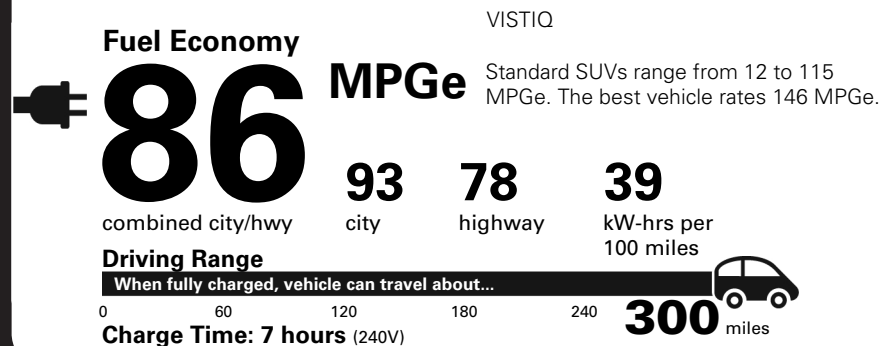 VISTIQ
Fuel Economy
86 MPGe
Standard SUVs range from 12 to 115
MPGe. The best vehicle rates 146 MPGe.
combined city/hwy
93
city
78
highway
39
kW-hrs per
100 miles
Driving Range
When fully charged, vehicle can travel about...
0 60 120 180 240 300 miles
Charge Time: 7 hours (240V)